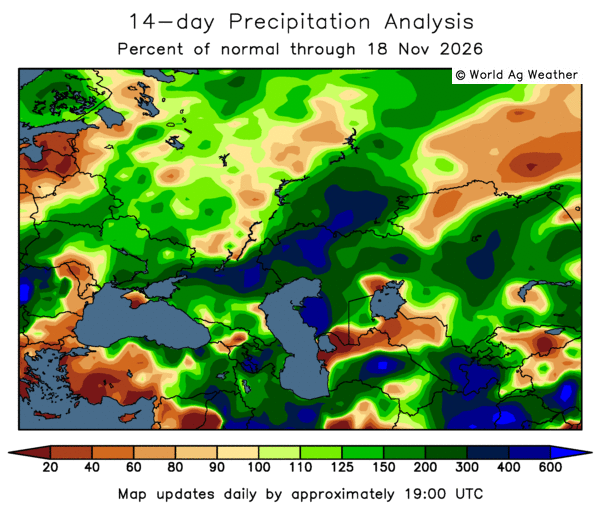 14-day Precipitation Analysis
Percent of normal through 18 Nov 2026
© World Ag Weather
20 40 60 80 90 100 110 125 150 200 300 400 600
Map updates daily by approximately 19:00 UTC